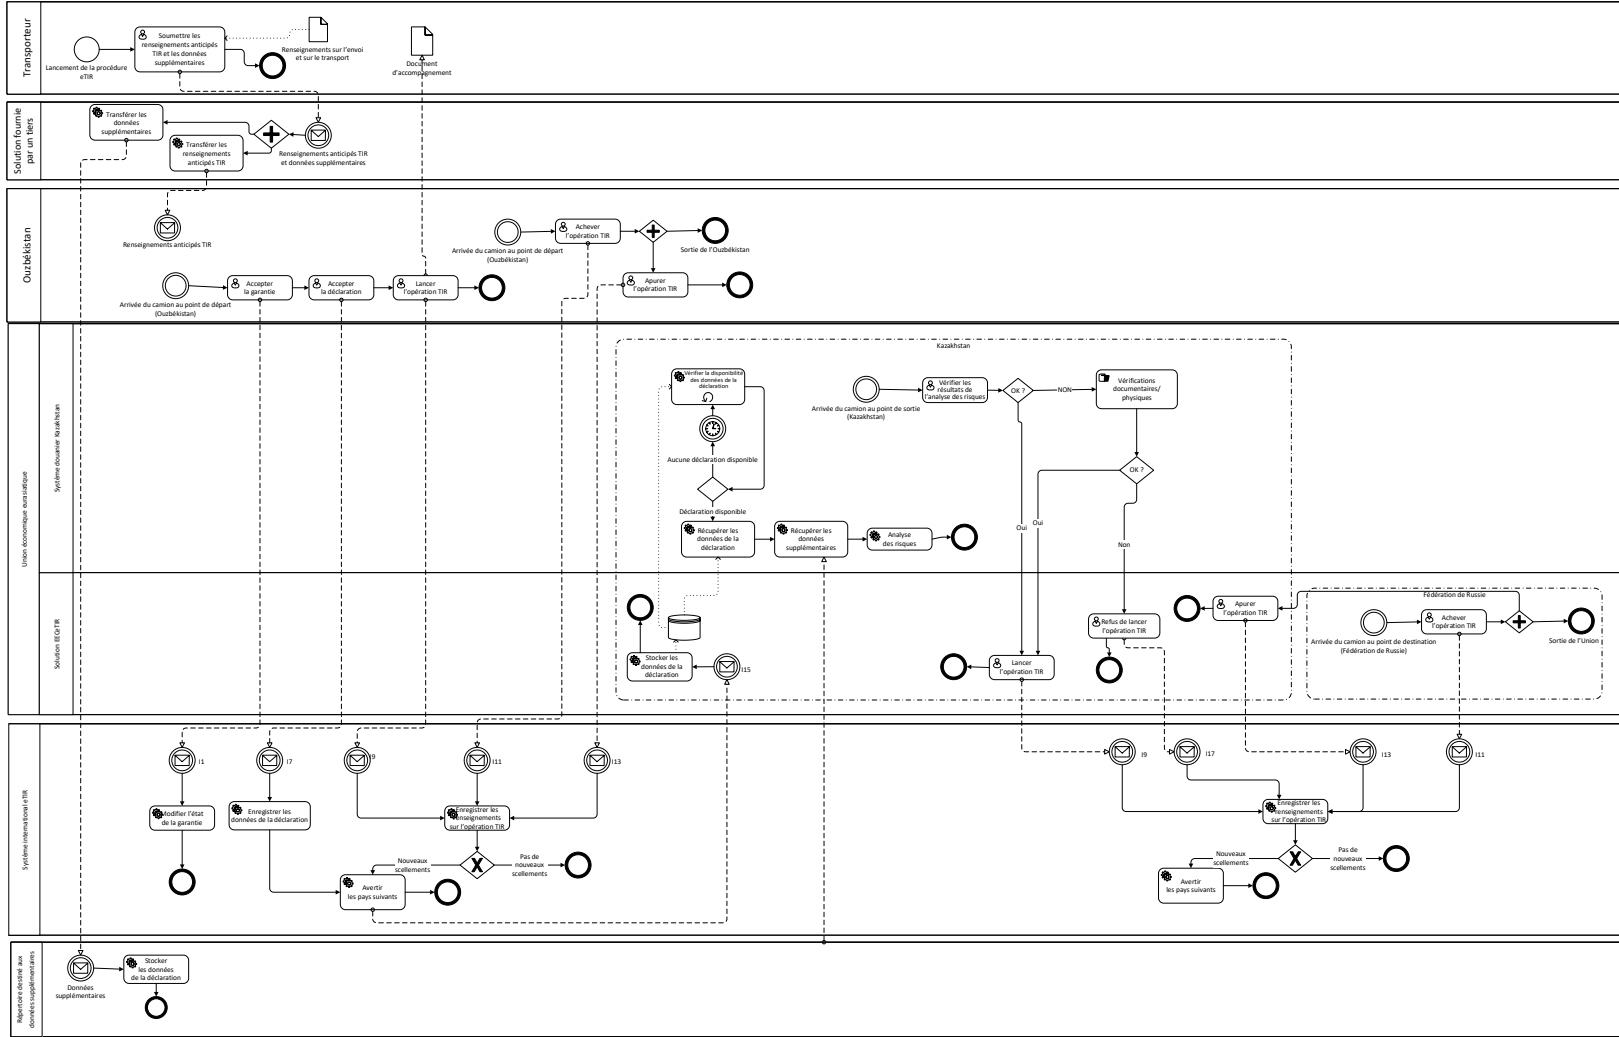 Transporteur
Lancement de la procédure
eTIR
Soumettre les
renseignements anticipés
TIR et les données
supplémentaires
Renseignements sur l'envoi
et sur le transport
Document
d'accompagnement
Solution fournie
par un tiers
Transférer les
données
supplémentaires
Transférer les
renseignements
anticipés TIR
Renseignements anticipés TIR
et données supplémentaires
Ouzbékistan
Renseignements anticipés TIR
Arrivée du camion au point de départ
(Ouzbékistan)
Accepter
la garantie
Accepter
la déclaration
Lancer
l'opération TIR
Arrivée du camion au point de départ
(Ouzbékistan)
Achever
l'opération TIR
Sortie de l'Ouzbékistan
Apurer
l'opération TIR
Union économique eurasiatique
Système douanier Kazakhstan
Kazakhstan
Vérifier la disponibilité
des données de la
déclaration
Aucune déclaration disponible
Déclaration disponible
Récupérer les
données de la
déclaration
Récupérer les
données
supplémentaires
Analyse
des risques
Arrivée du camion au point de sortie
(Kazakhstan)
Vérifier les
résultats de
l'analyse des risques
OK ?
NON
Vérifications
documentaires/
physiques
OK ?
Oui
Oui
Non
Solution EECeTIR
Stocker les
données de la
déclaration
I15
Lancer
l'opération TIR
Refus de lancer
l'opération TIR
Apurer
l'opération TIR
Fédération de Russie
Arrivée du camion au point de destination
(Fédération de Russie)
Achever
l'opération TIR
Sortie de l'Union
Système international eTIR
I1
I7
I9
I11
I13
Modifier l'état
de la garantie
Enregistrer les
données de la déclaration
Enregistrer les
renseignements
sur l'opération TIR
Nouveaux
scellements
Pas de
nouveaux
scellements
Avertir
les pays suivants
I9
I17
I13
I11
Enregistrer les
renseignements
sur l'opération TIR
Nouveaux
scellements
Pas de
nouveaux
scellements
Avertir
les pays suivants
Répertoire destiné aux
données supplémentaires
Données
supplémentaires
Stocker
les données
de la déclaration